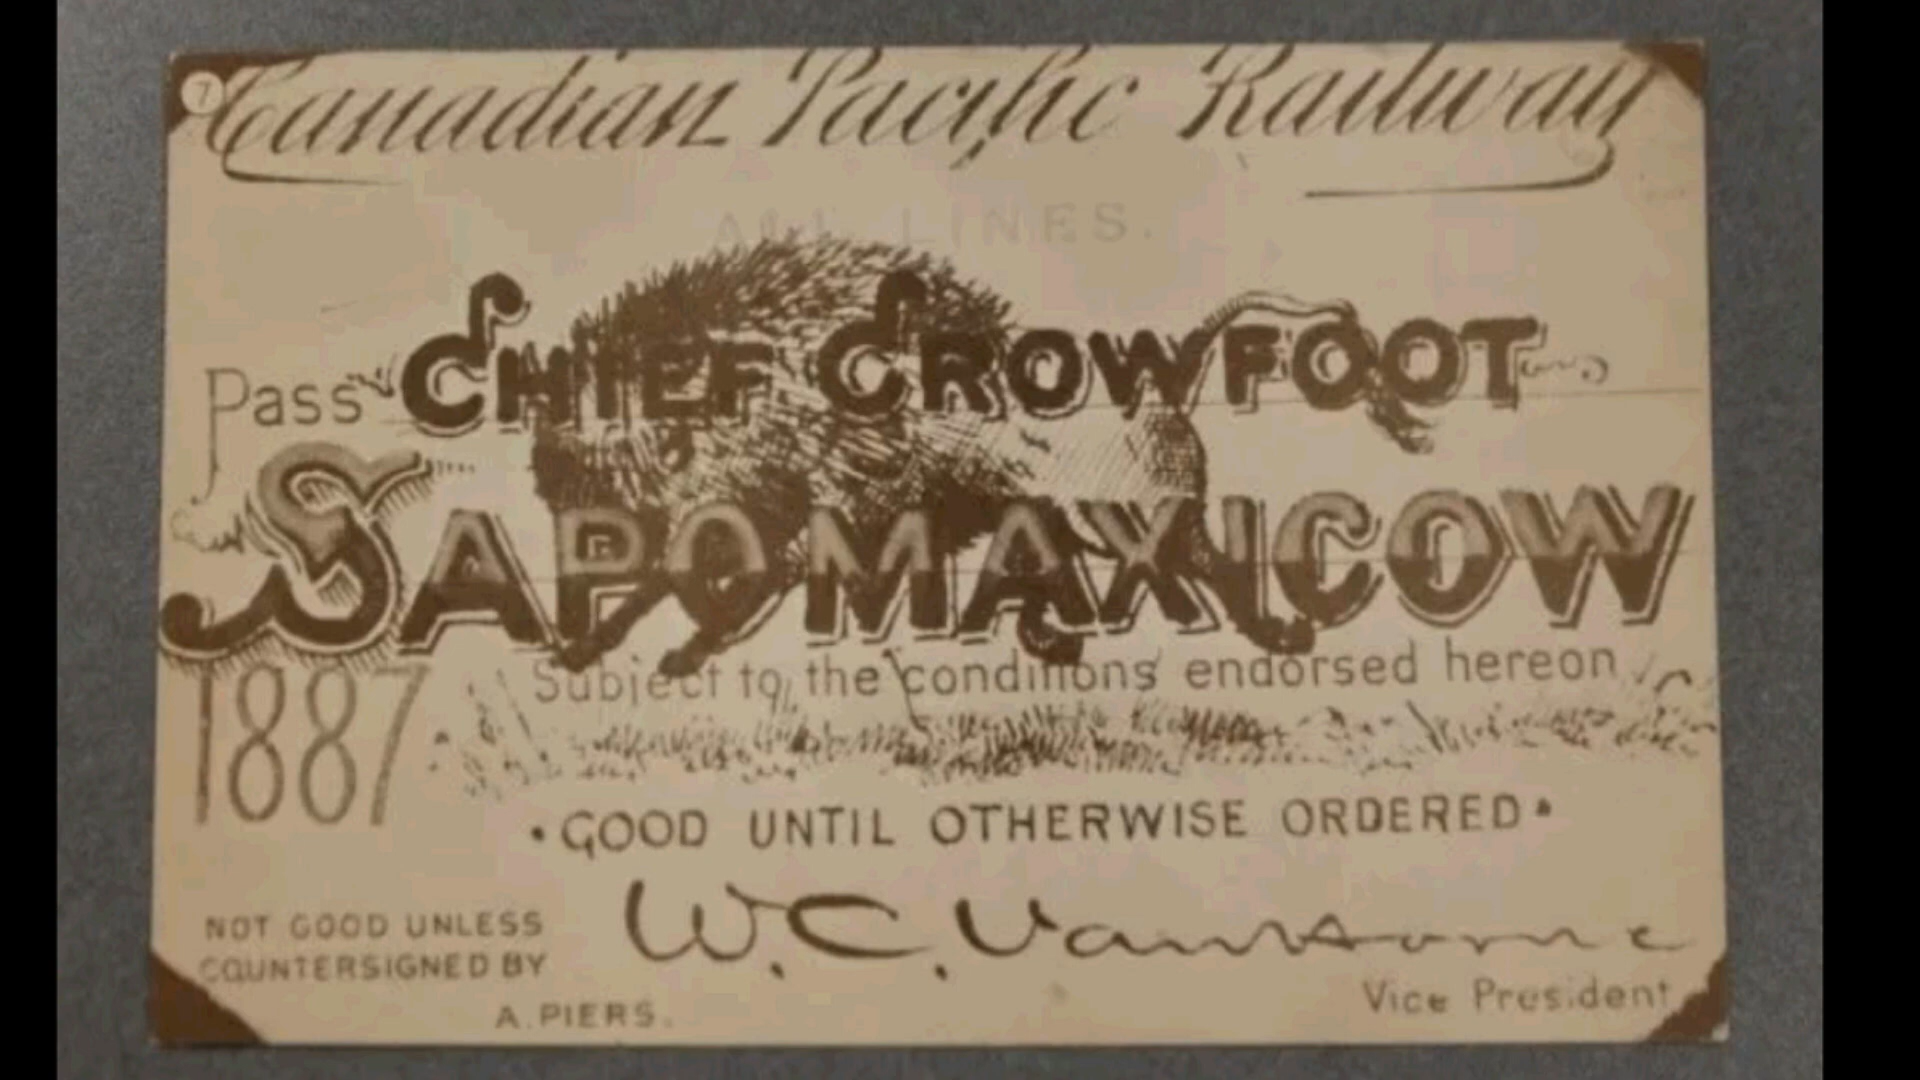 7
Canadian Pacific Railway
ALL LINES.
Pass CHIEF CROWFOOT
SAPOMAXICOW
1887 Subject to the conditions endorsed hereon
• GOOD UNTIL OTHERWISE ORDERED •
W.C. Van Horne
Vice President
NOT GOOD UNLESS
COUNTERSIGNED BY
A. PIERS.